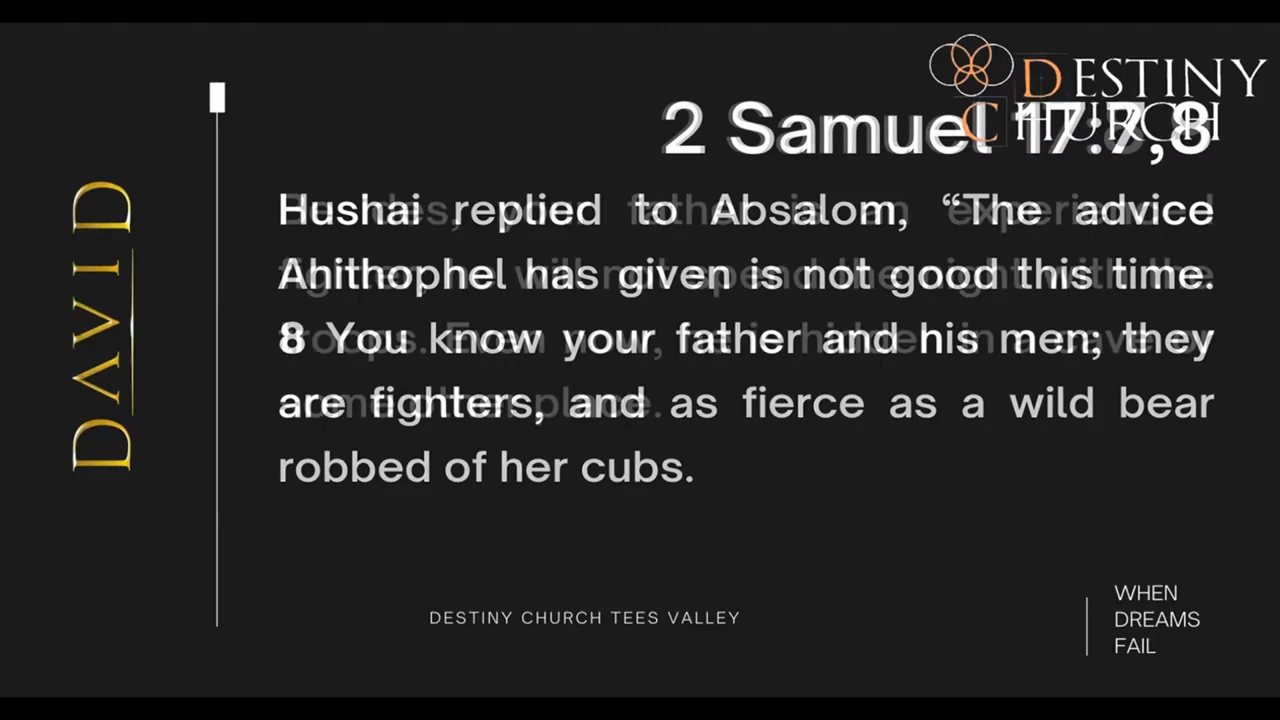 DESTINY
CHURCH
2 Samuel 17:7,8
Hushai replied to Absalom, “The advice
Ahithophel has given is not good this time.
8 You know your father and his men; they
are fighters, and as fierce as a wild bear
robbed of her cubs.
DAVID
DESTINY CHURCH TEES VALLEY
WHEN
DREAMS
FAIL